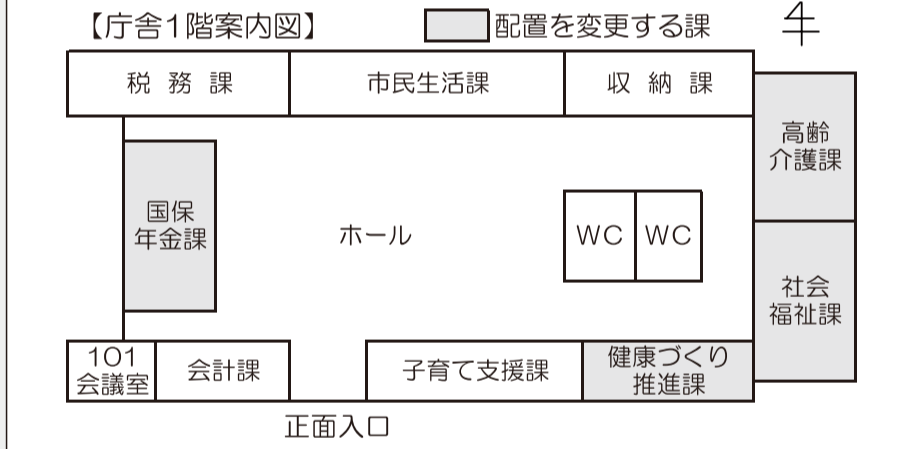 【庁舎1階案内図】
配置を変更する課
税務課
市民生活課
収納課
高齢
介護課
国保
年金課
ホール
WC
WC
社会
福祉課
101
会議室
会計課
子育て支援課
健康づくり
推進課
正面入口